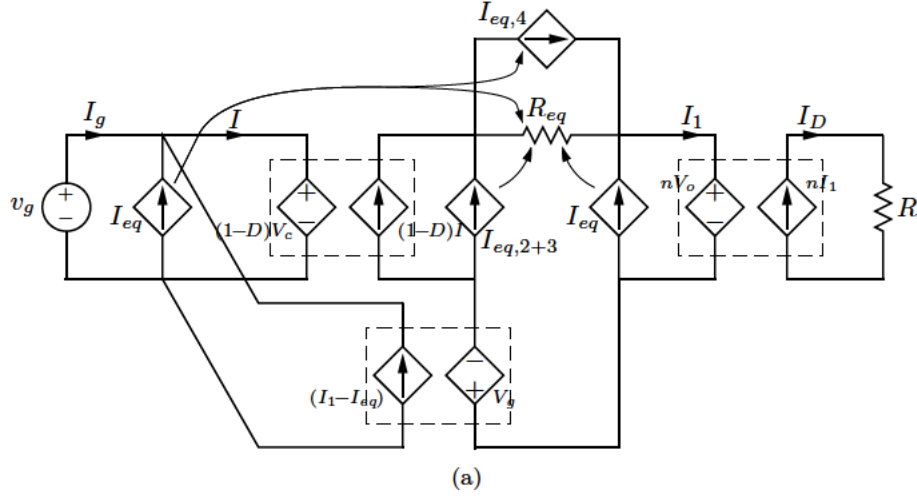 I_{eq,4}
I_g
I
R_{eq}
I_1
I_D
v_g
+
−
I_{eq}
+
−
(1−D)V_c
(1−D)I
I_{eq,2+3}
I_{eq}
nV_o
+
−
nI_1
R
(I_1−I_{eq})
−
+
V_g
(a)